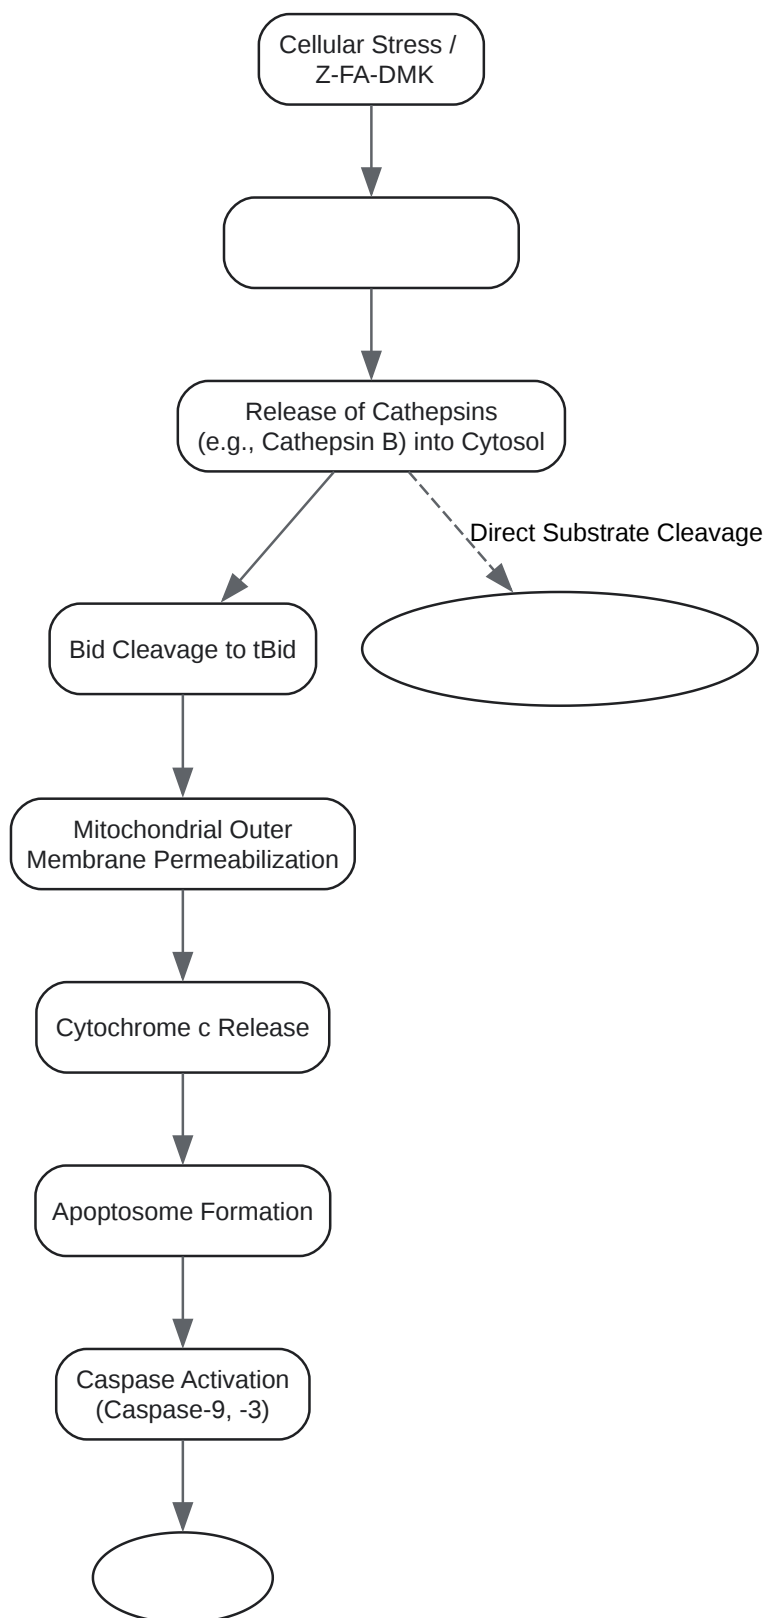 Cellular Stress /
Z-FA-DMK
Release of Cathepsins
(e.g., Cathepsin B) into Cytosol
Direct Substrate Cleavage
Bid Cleavage to tBid
Mitochondrial Outer
Membrane Permeabilization
Cytochrome c Release
Apoptosome Formation
Caspase Activation
(Caspase-9, -3)